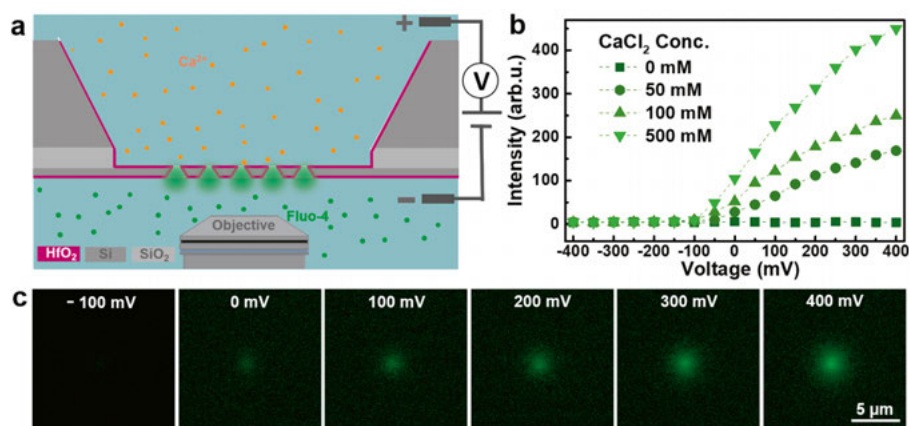 a
+
Ca²⁺
V
−
Fluo-4
Objective
HfO₂ Si SiO₂
b
CaCl₂ Conc.
0 mM
50 mM
100 mM
500 mM
Intensity (arb.u.)
400
300
200
100
0
-400 -300 -200 -100 0 100 200 300 400
Voltage (mV)
c
− 100 mV 0 mV 100 mV 200 mV 300 mV 400 mV
5 μm